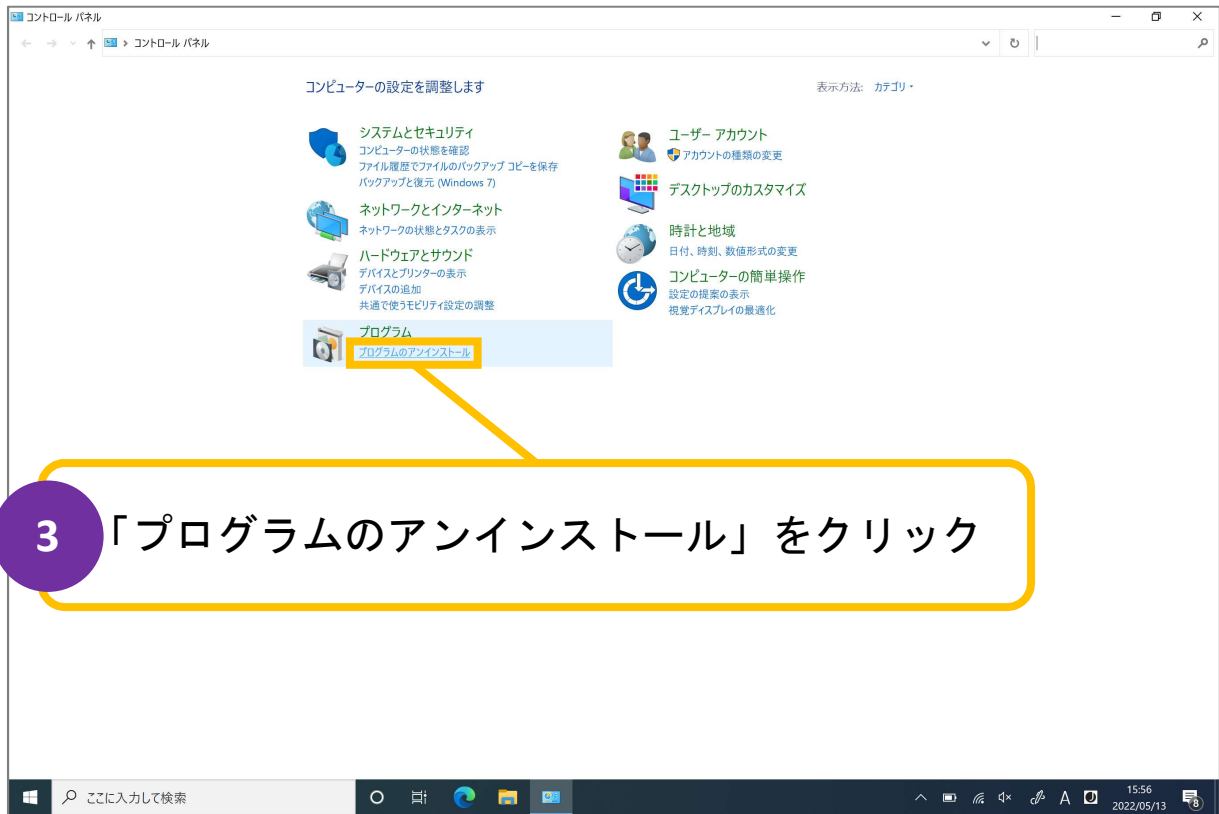 コントロール パネル
コントロール パネル
コンピューターの設定を調整します
表示方法: カテゴリ
システムとセキュリティ
コンピューターの状態を確認
ファイル履歴でファイルのバックアップ コピーを保存
バックアップと復元 (Windows 7)
ネットワークとインターネット
ネットワークの状態とタスクの表示
ハードウェアとサウンド
デバイスとプリンターの表示
デバイスの追加
共通で使うモビリティ設定の調整
プログラム
プログラムのアンインストール
ユーザー アカウント
アカウントの種類の変更
デスクトップのカスタマイズ
時計と地域
日付、時刻、数値形式の変更
コンピューターの簡単操作
設定の提案の表示
視覚ディスプレイの最適化
3 「プログラムのアンインストール」をクリック
ここに入力して検索
A
15:56
2022/05/13
8